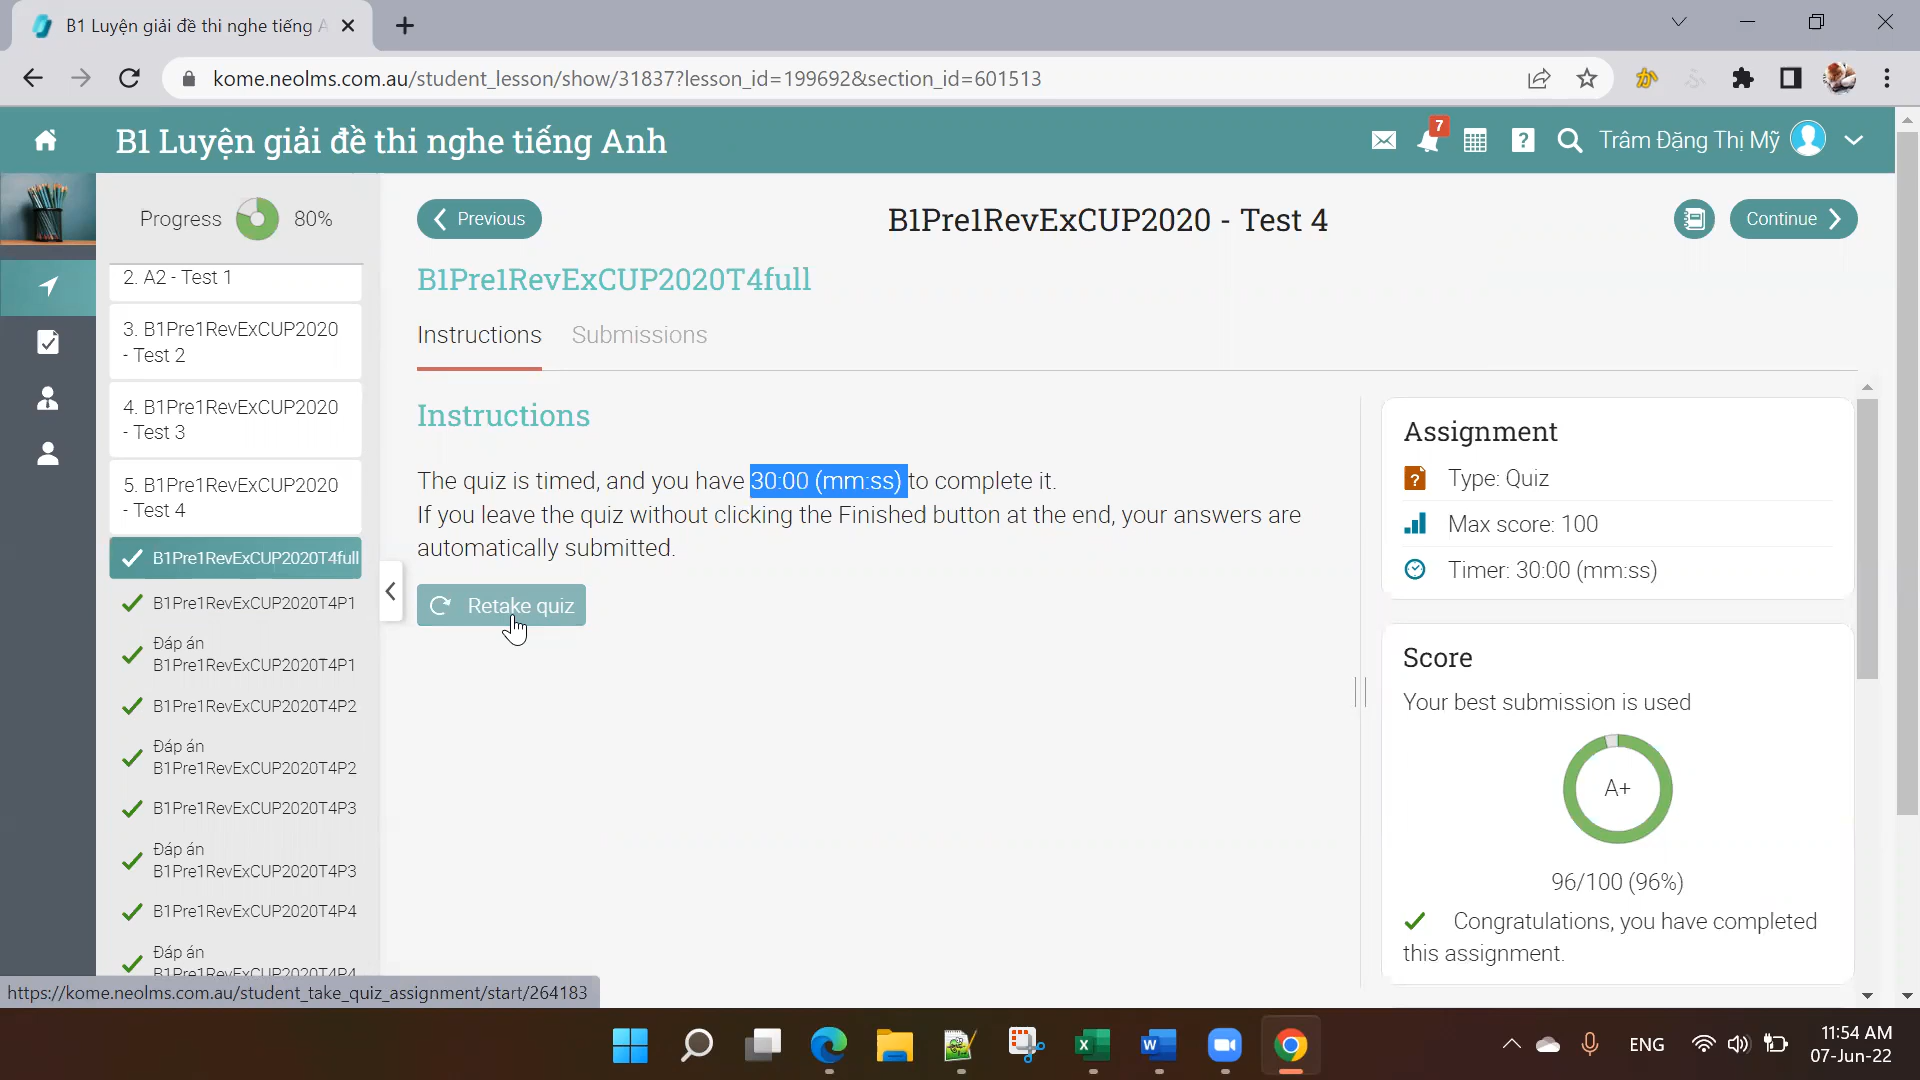 B1 Luyện giải đề thi nghe tiếng A
kome.neolms.com.au/student_lesson/show/31837?lesson_id=199692&section_id=601513
B1 Luyện giải đề thi nghe tiếng Anh
7
Trâm Đặng Thị Mỹ
Progress 80%
2. A2 - Test 1
3. B1Pre1RevExCUP2020
- Test 2
4. B1Pre1RevExCUP2020
- Test 3
5. B1Pre1RevExCUP2020
- Test 4
B1Pre1RevExCUP2020T4full
B1Pre1RevExCUP2020T4P1
Đáp án
B1Pre1RevExCUP2020T4P1
B1Pre1RevExCUP2020T4P2
Đáp án
B1Pre1RevExCUP2020T4P2
B1Pre1RevExCUP2020T4P3
Đáp án
B1Pre1RevExCUP2020T4P3
B1Pre1RevExCUP2020T4P4
Đáp án
B1Pre1RevExCUP2020T4P4
Previous
B1Pre1RevExCUP2020 - Test 4
Continue
B1Pre1RevExCUP2020T4full
Instructions Submissions
Instructions
The quiz is timed, and you have 30:00 (mm:ss) to complete it.
If you leave the quiz without clicking the Finished button at the end, your answers are
automatically submitted.
Retake quiz
Assignment
Type: Quiz
Max score: 100
Timer: 30:00 (mm:ss)
Score
Your best submission is used
A+
96/100 (96%)
Congratulations, you have completed
this assignment.
https://kome.neolms.com.au/student_take_quiz_assignment/start/264183
ENG
11:54 AM
07-Jun-22